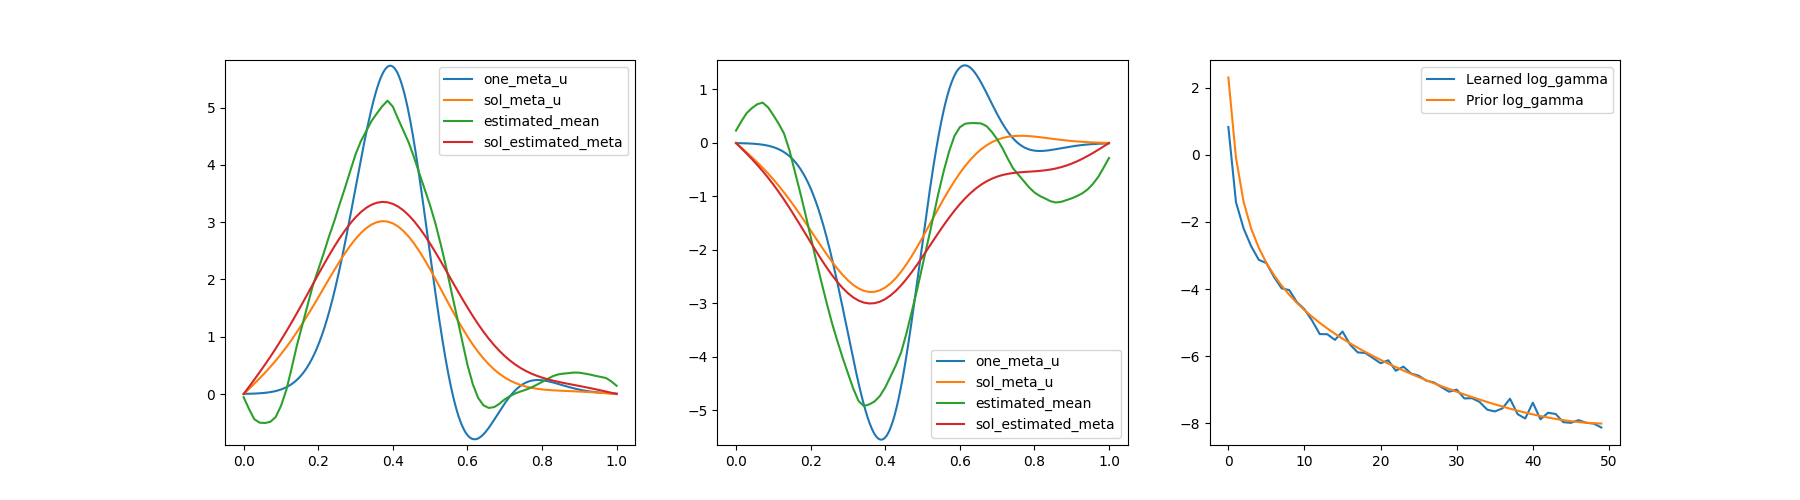 one_meta_u
sol_meta_u
estimated_mean
sol_estimated_meta
5
4
3
2
1
0
0.0 0.2 0.4 0.6 0.8 1.0
1
0
−1
−2
−3
−4
−5
one_meta_u
sol_meta_u
estimated_mean
sol_estimated_meta
0.0 0.2 0.4 0.6 0.8 1.0
Learned log_gamma
Prior log_gamma
2
0
−2
−4
−6
−8
0 10 20 30 40 50